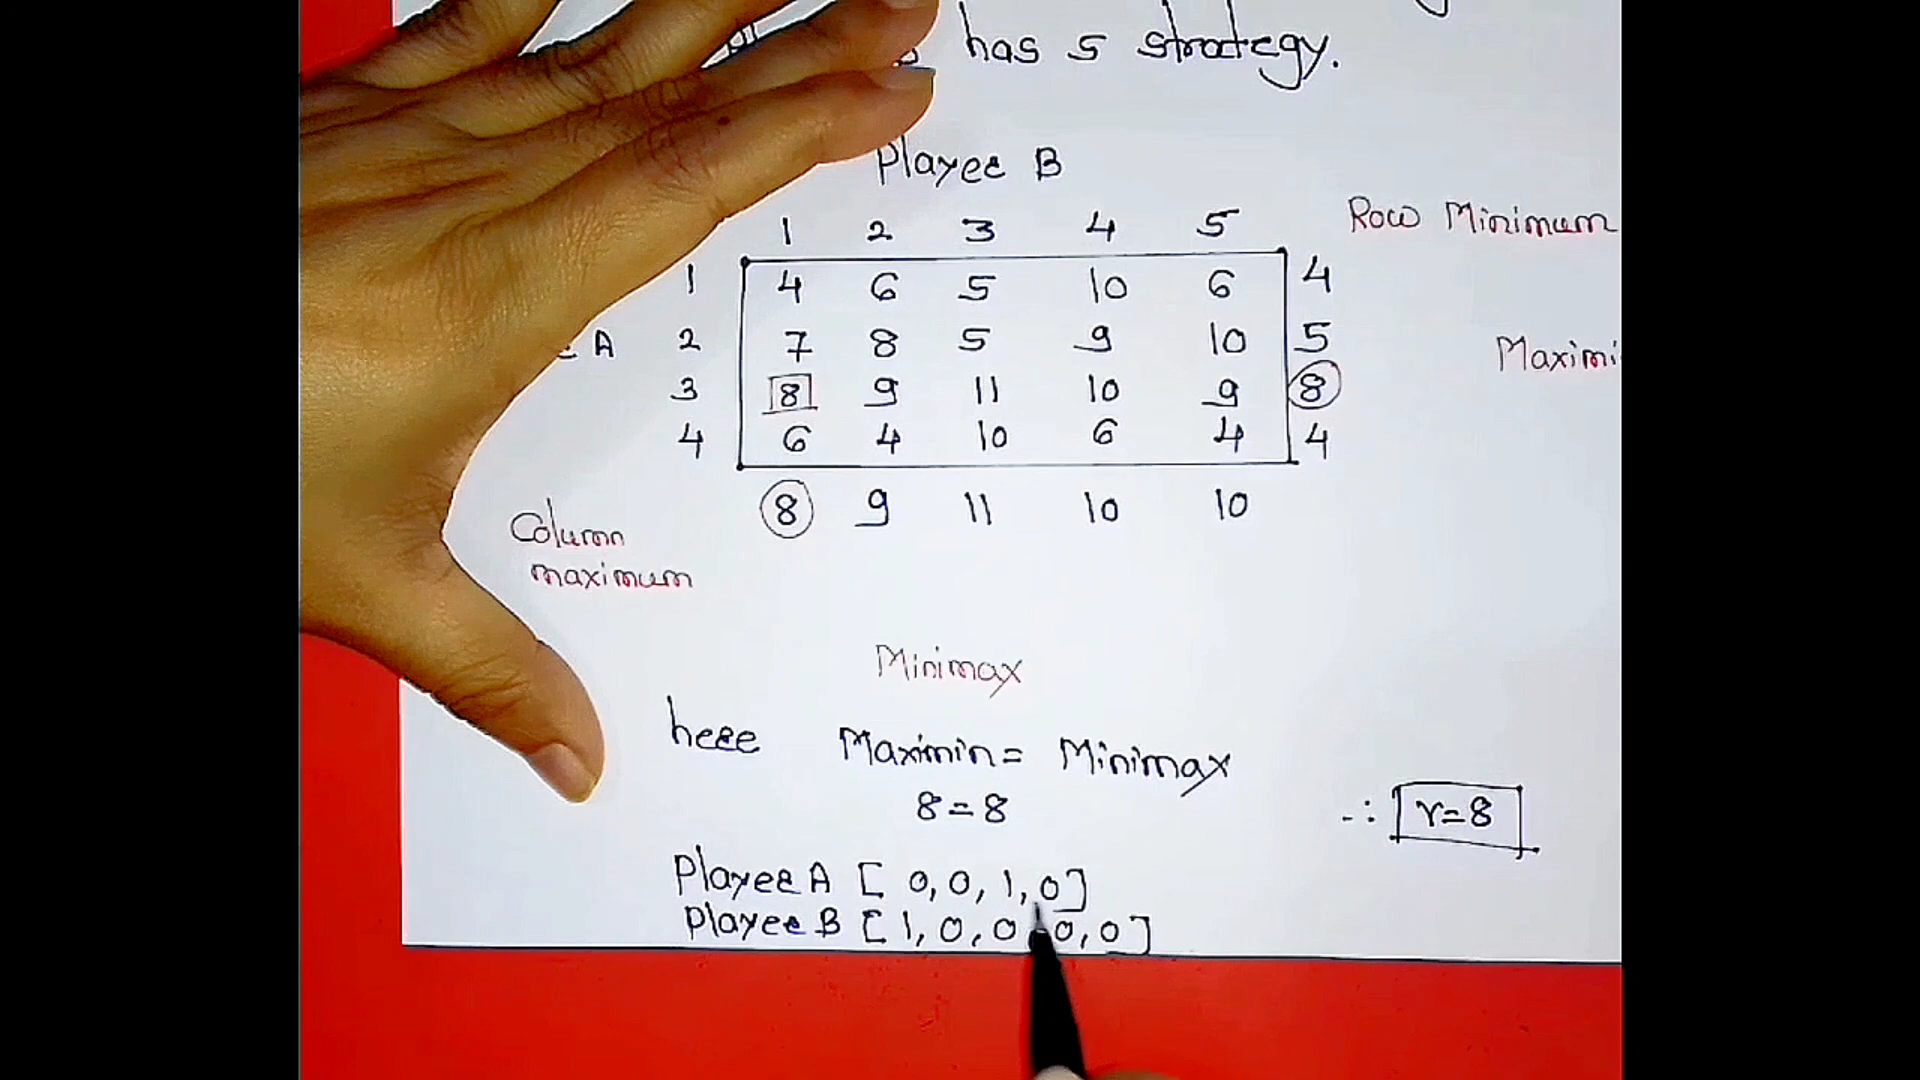 has 5 strategy.
Player B
1 2 3 4 5 Row Minimum
1 4 6 5 10 6 4
A 2 7 8 5 9 10 5 Maximi
3 8 9 11 10 9 8
4 6 4 10 6 4 4
8 9 11 10 10
Column
maximum
Minimax
here Maximin = Minimax
8=8 ∴ r=8
Player A [ 0, 0, 1, 0]
Player B [1, 0, 0 0, 0]